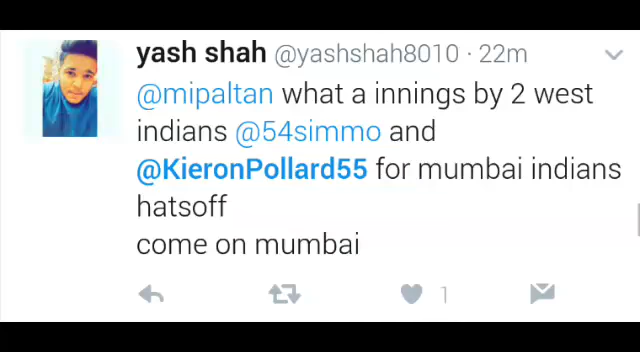 yash shah @yashshah8010 · 22m
@mipaltan what a innings by 2 west
indians @54simmo and
@KieronPollard55 for mumbai indians
hatsoff
come on mumbai
1